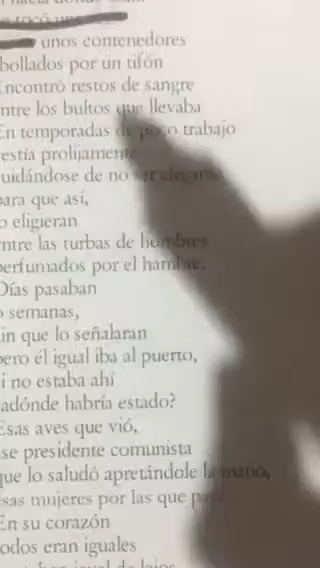 unos contenedores
bollados por un tifón
Encontró restos de sangre
ntre los bultos que llevaba
En temporadas de poco trabajo
estía prolijamente
uidándose de no ser elegante
para que así,
o eligieran
ntre las turbas de hombres
perfumados por el hambre.
Días pasaban
o semanas,
in que lo señalaran
pero él igual iba al puerto,
i no estaba ahí
adónde habría estado?
Esas aves que vió,
se presidente comunista
que lo saludó apretándole la mano,
sas mujeres por las que
En su corazón
odos eran iguales